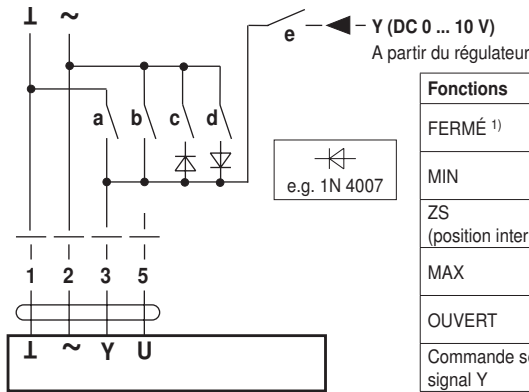 ⊥ ~
e
Y (DC 0 ... 10 V)
A partir du régulateur
a b c d
e.g. 1N 4007
1 2 3 5
⊥ ~ Y U
Fonctions
FERMÉ 1)
MIN
ZS
(position inter
MAX
OUVERT
Commande se
signal Y